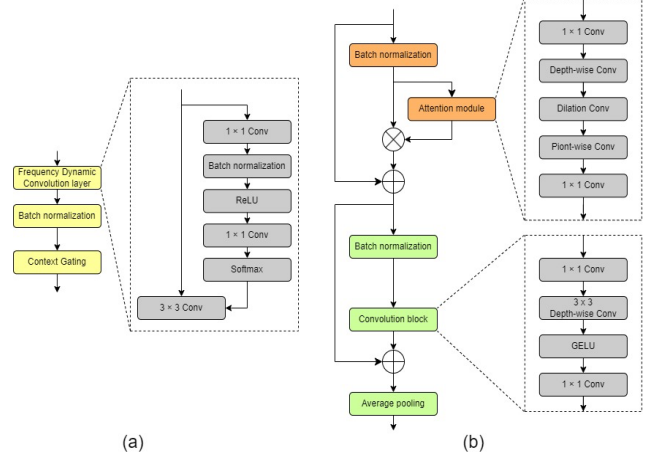 Frequency Dynamic
Convolution layer
Batch normalization
Context Gating
1 × 1 Conv
Batch normalization
ReLU
1 × 1 Conv
Softmax
3 × 3 Conv
(a)
Batch normalization
Attention module
Batch normalization
Convolution block
Average pooling
1 × 1 Conv
Depth-wise Conv
Dilation Conv
Piont-wise Conv
1 × 1 Conv
1 × 1 Conv
3 x 3
Depth-wise Conv
GELU
1 × 1 Conv
(b)